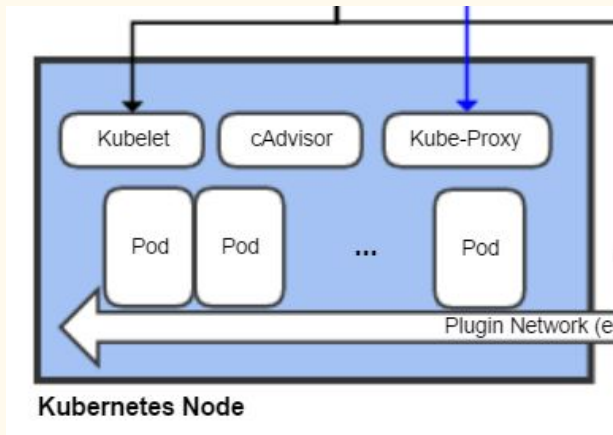 Kubelet
cAdvisor
Kube-Proxy
Pod
Pod
...
Pod
Plugin Network (e
Kubernetes Node